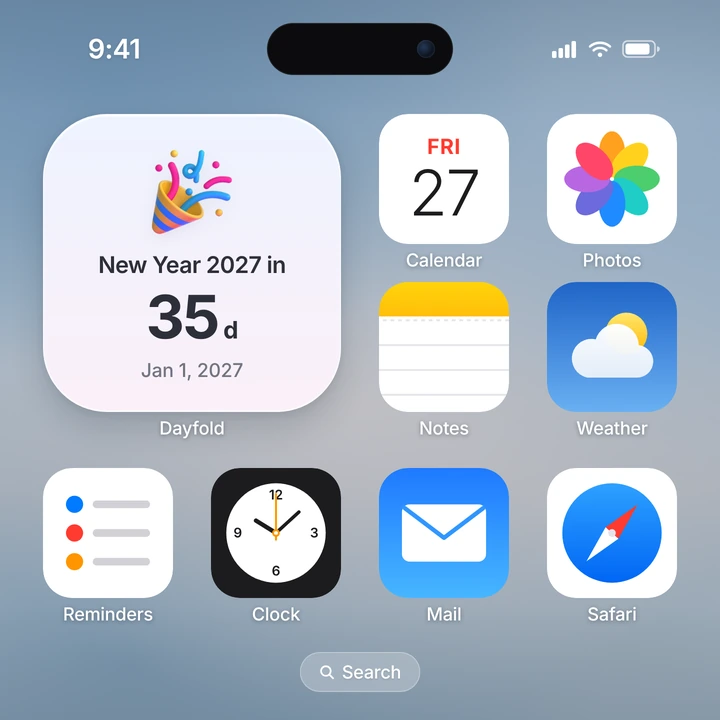 9:41
New Year 2027 in
35 d
Jan 1, 2027
Dayfold
FRI
27
Calendar
Photos
Notes
Weather
Reminders
12
9
3
6
Clock
Mail
Safari
Search